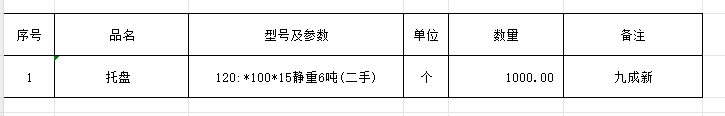 序号 品名 型号及参数 单位 数量 备注
1 托盘 120:*100*15静重6吨(二手) 个 1000.00 九成新